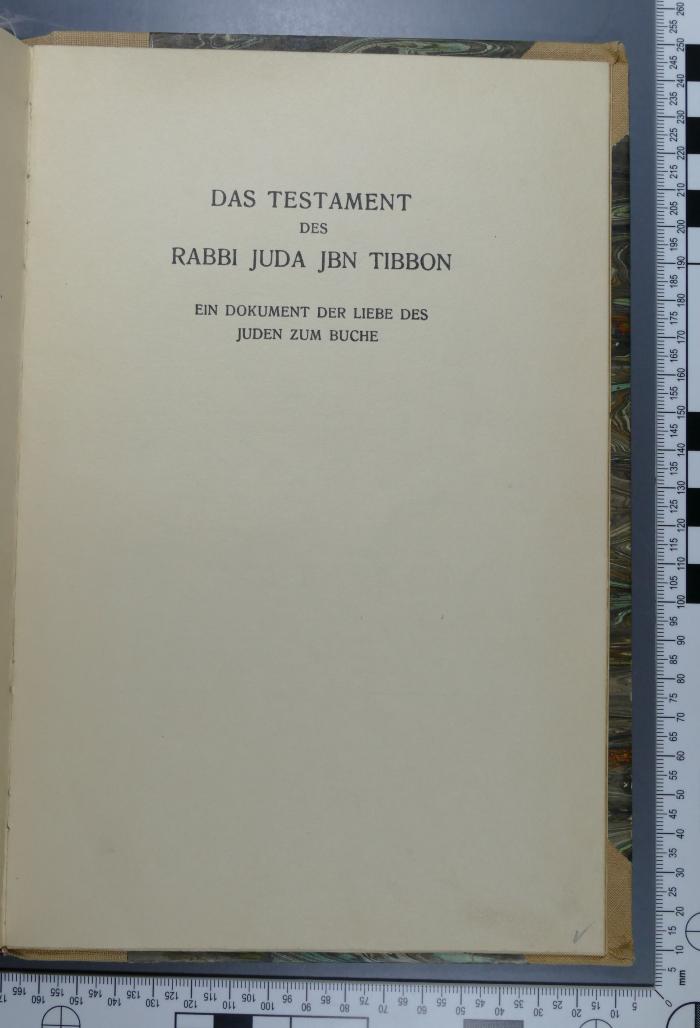 DAS TESTAMENT
DES
RABBI JUDA JBN TIBBON
EIN DOKUMENT DER LIEBE DES
JUDEN ZUM BUCHE